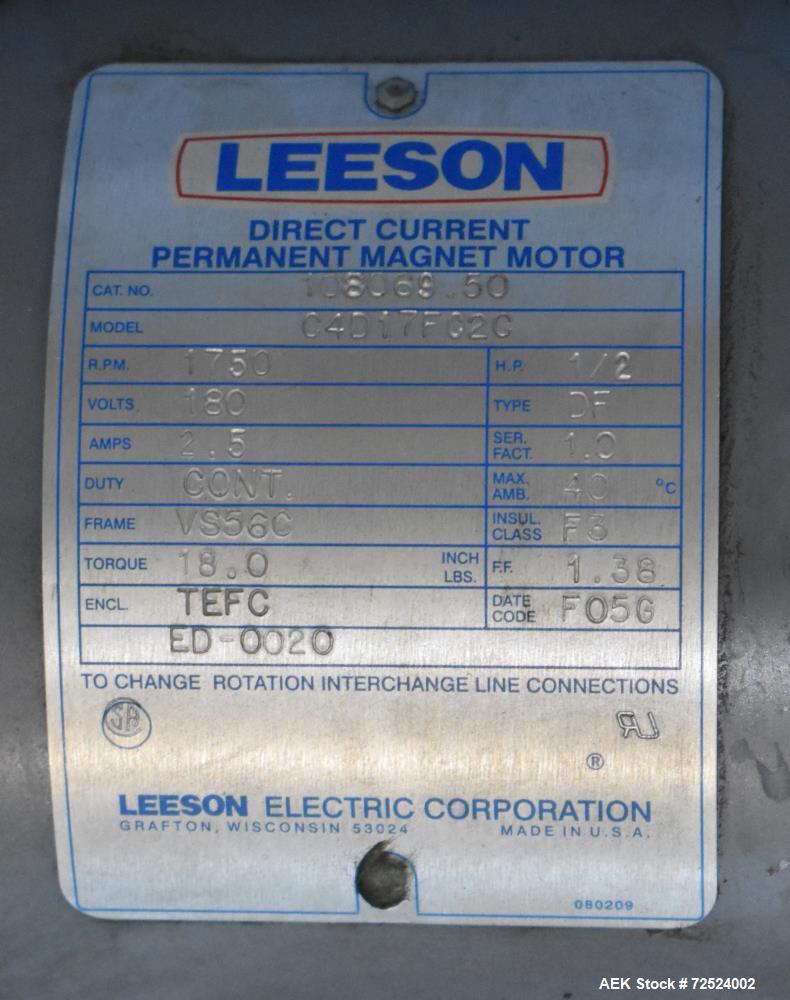 LEESON
DIRECT CURRENT
PERMANENT MAGNET MOTOR
CAT. NO. 108069.50
MODEL C4D17FC2C
R.P.M. 1750 H.P. 1/2
VOLTS 180 TYPE DF
AMPS 2.5 SER. FACT. 1.0
DUTY CONT. MAX. AMB. 40 °C
FRAME VS56C INSUL. CLASS F3
TORQUE 18.0 INCH LBS. F.F. 1.38
ENCL. TEFC DATE CODE F05G
ED-0020
TO CHANGE ROTATION INTERCHANGE LINE CONNECTIONS
SA LR
®
LEESON ELECTRIC CORPORATION
GRAFTON, WISCONSIN 53024 MADE IN U.S.A.
080209
AEK Stock # 72524002